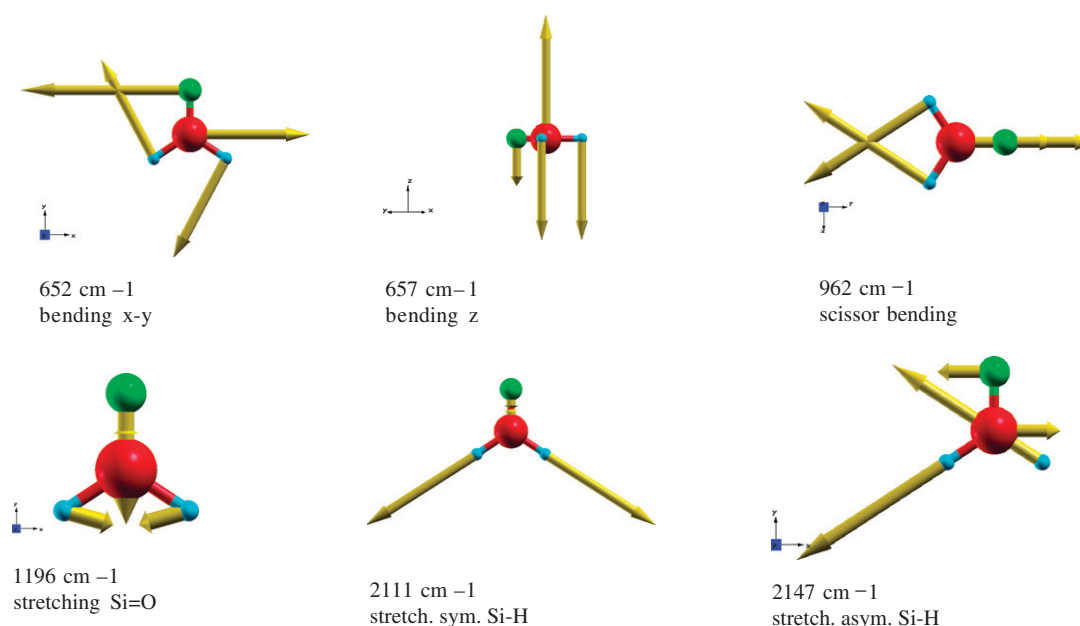 y
z x
652 cm –1
bending x-y
z
y x
657 cm–1
bending z
y
z
962 cm −1
scissor bending
y
x
1196 cm –1
stretching Si=O
2111 cm –1
stretch. sym. Si-H
y
x
2147 cm −1
stretch. asym. Si-H